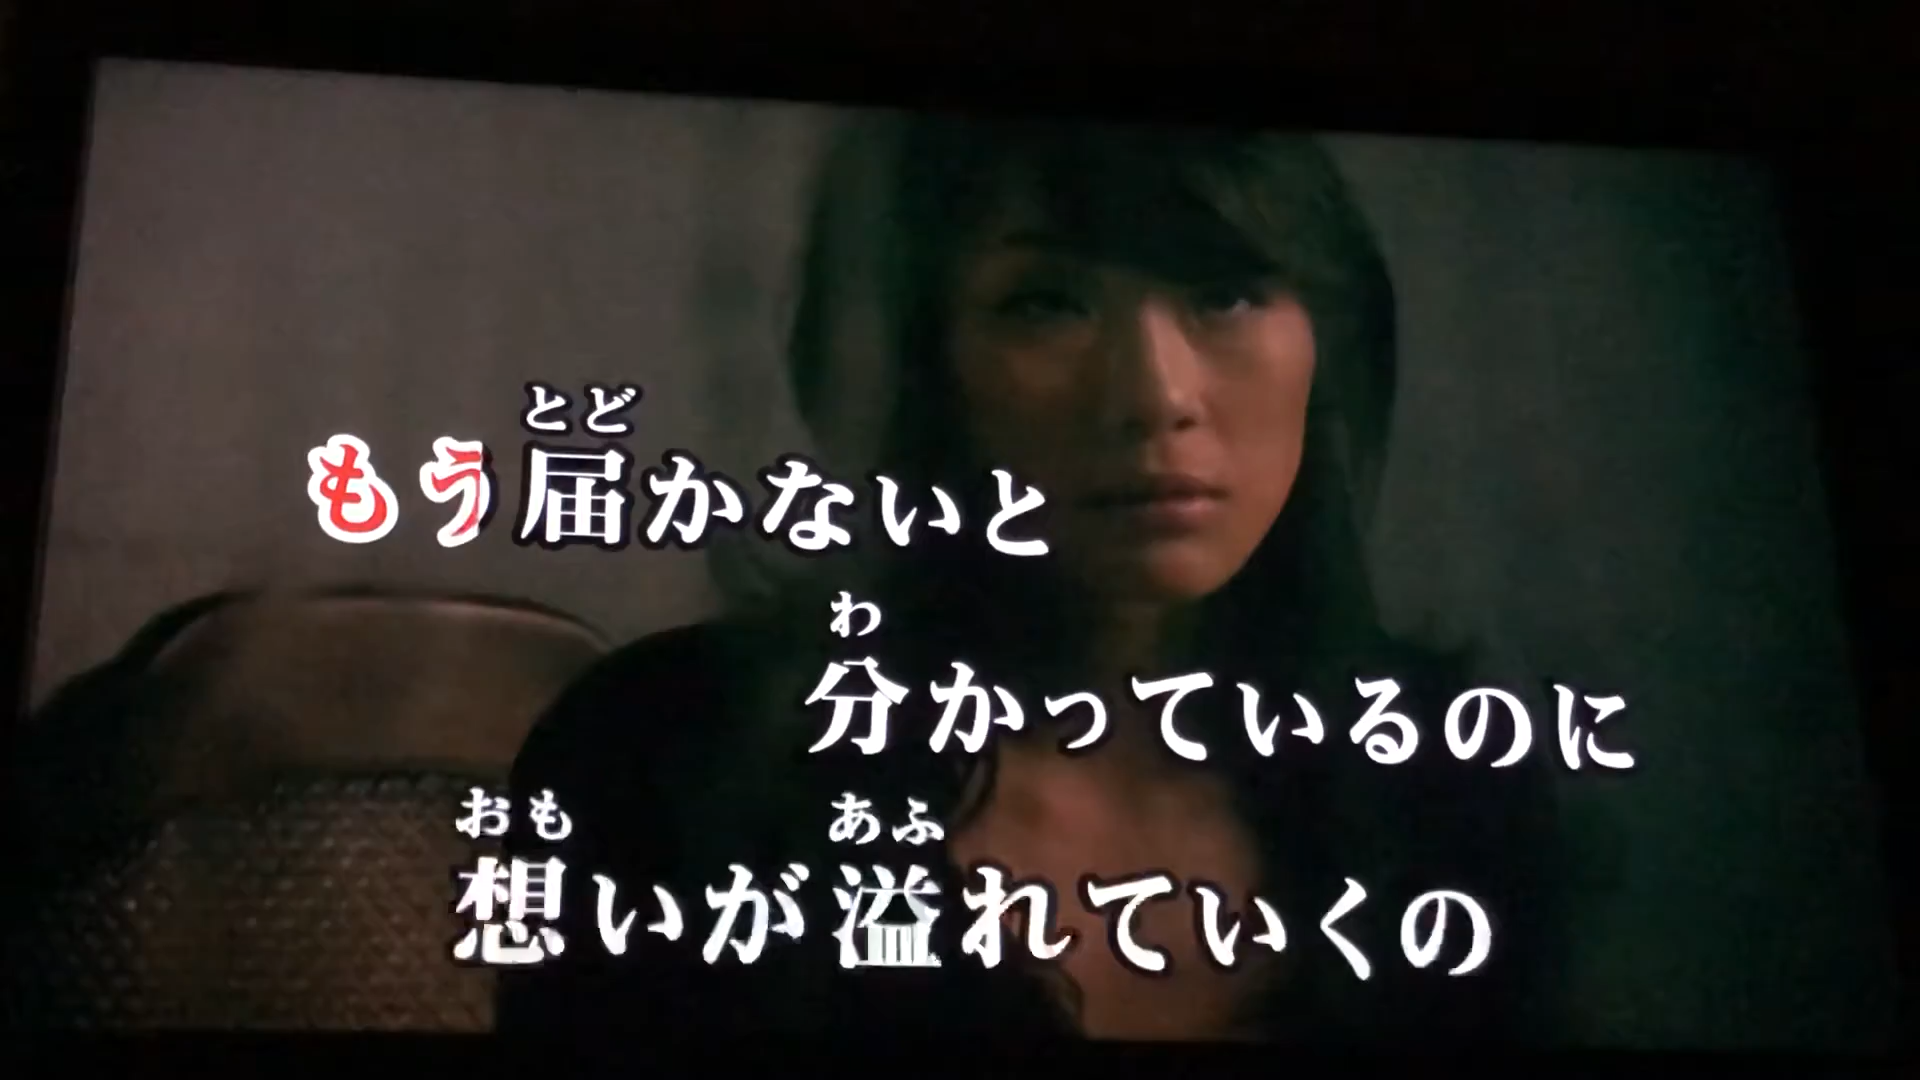 とど
もう届かないと
わ
分かっているのに
おも あふ
想いが溢れていくの